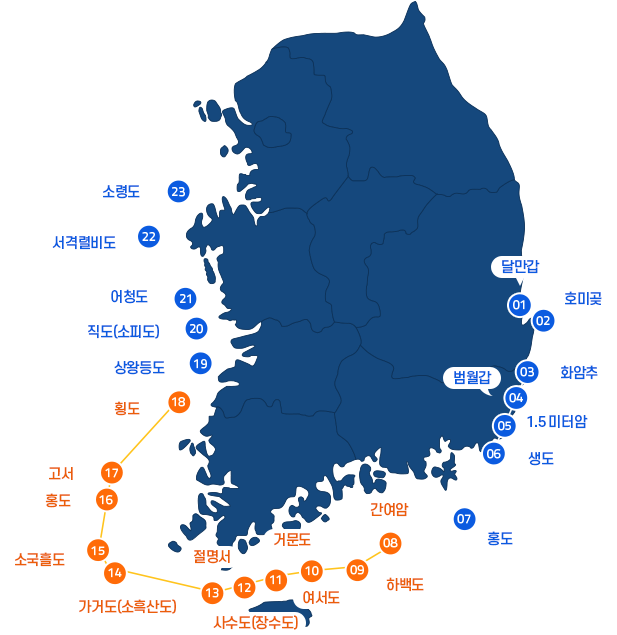 소령도
23
서격렬비도
22
달만갑
어청도
21
01
호미곶
02
직도(소피도)
20
상왕등도
19
03
화암추
범월갑
04
횡도
18
05
1.5 미터암
06
생도
고서
17
홍도
16
간여암
07
홍도
거문도
08
소국흘도
15
절명서
14
10
09
하백도
11
12
13
여서도
가거도(소흑산도)
사수도(장수도)